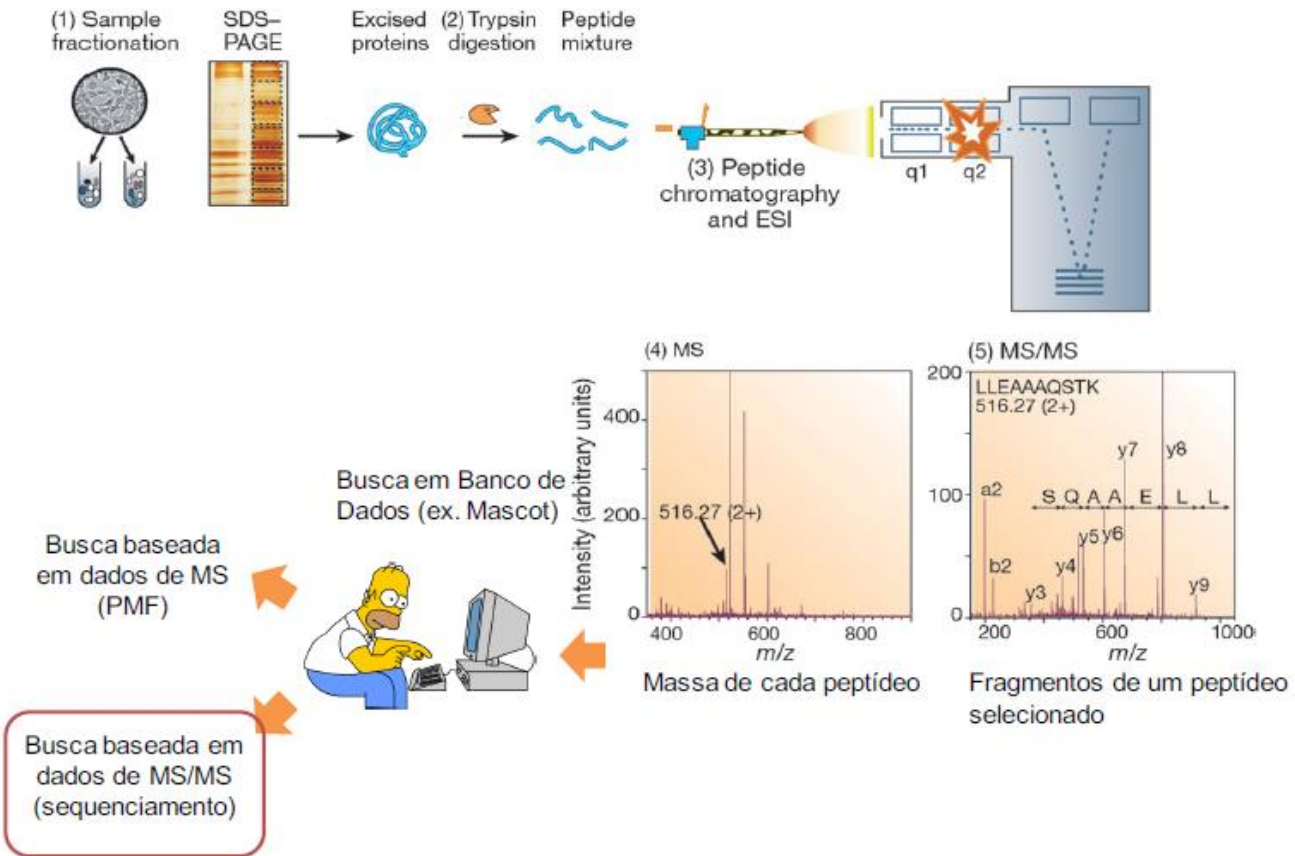 (1) Sample
fractionation
SDS–
PAGE
Excised
proteins
(2) Trypsin
digestion
Peptide
mixture
(3) Peptide
chromatography
and ESI
q1
q2
(4) MS
Intensity (arbitrary units)
400
200
0
516.27 (2+)
400
600
800
m/z
Massa de cada peptídeo
(5) MS/MS
200
100
0
LLEAAAQSTK
516.27 (2+)
a2
b2
y3
y4
y5
y6
y7
y8
y9
S Q A A E L L
200
600
1000
m/z
Fragmentos de um peptídeo
selecionado
Busca em Banco de
Dados (ex. Mascot)
Busca baseada
em dados de MS
(PMF)
Busca baseada em
dados de MS/MS
(sequenciamento)